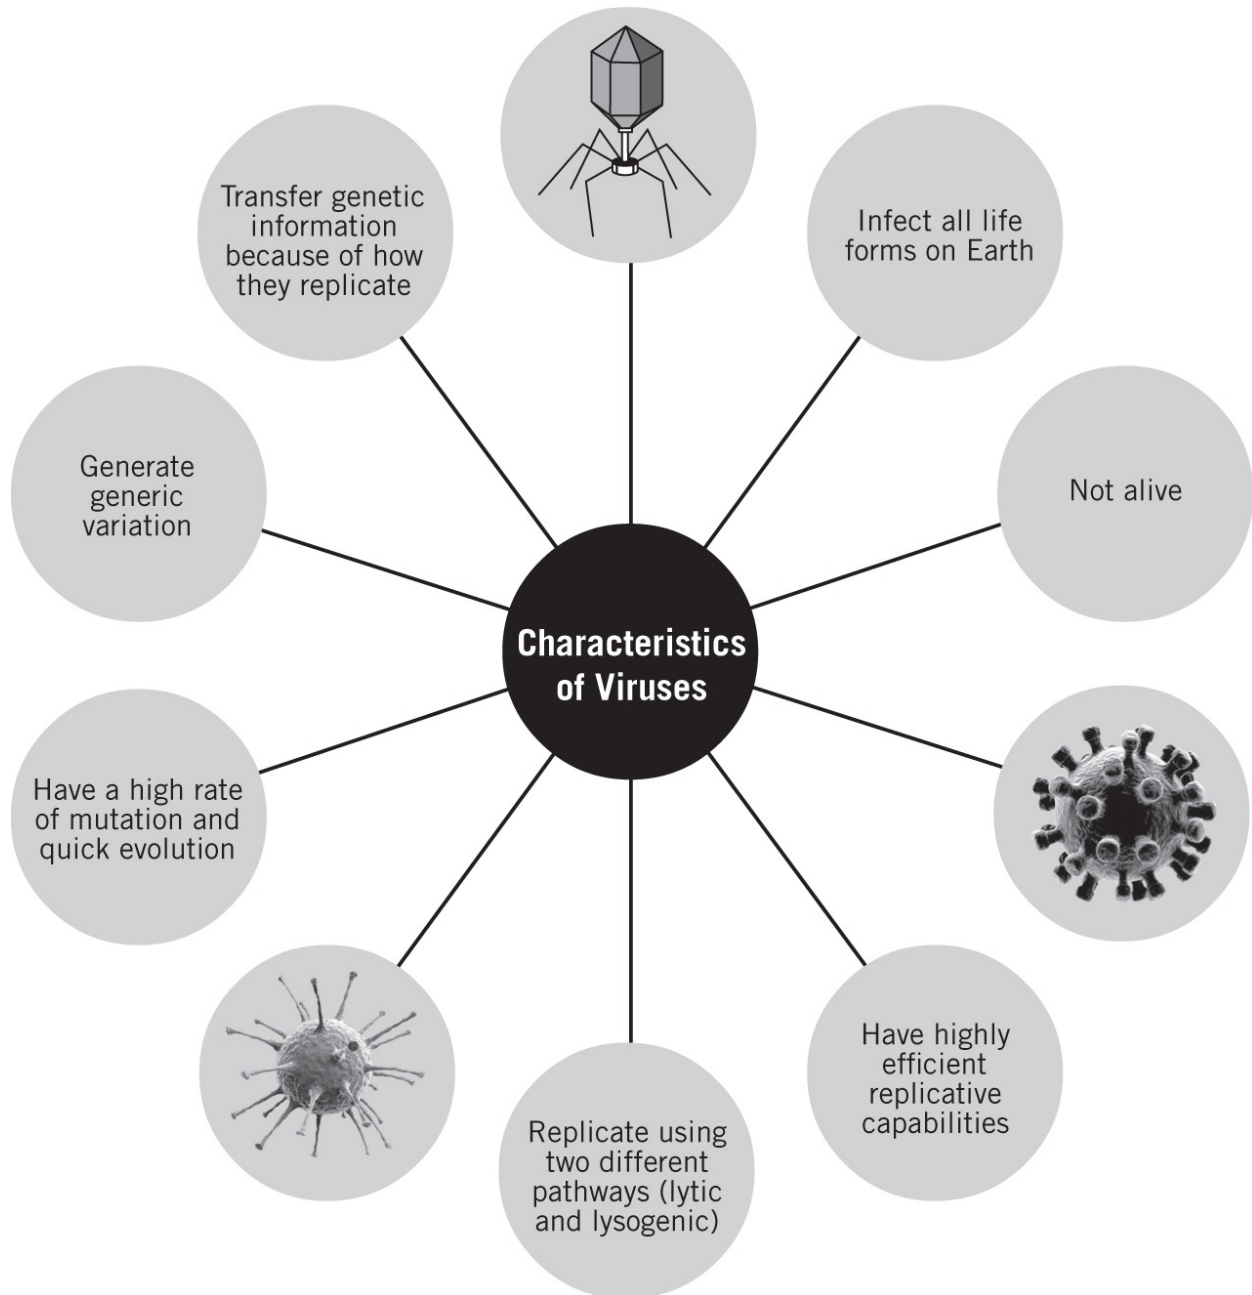 Transfer genetic
information
because of how
they replicate
Infect all life
forms on Earth
Generate
generic
variation
Not alive
Characteristics
of Viruses
Have a high rate
of mutation and
quick evolution
Have highly
efficient
replicative
capabilities
Replicate using
two different
pathways (lytic
and lysogenic)